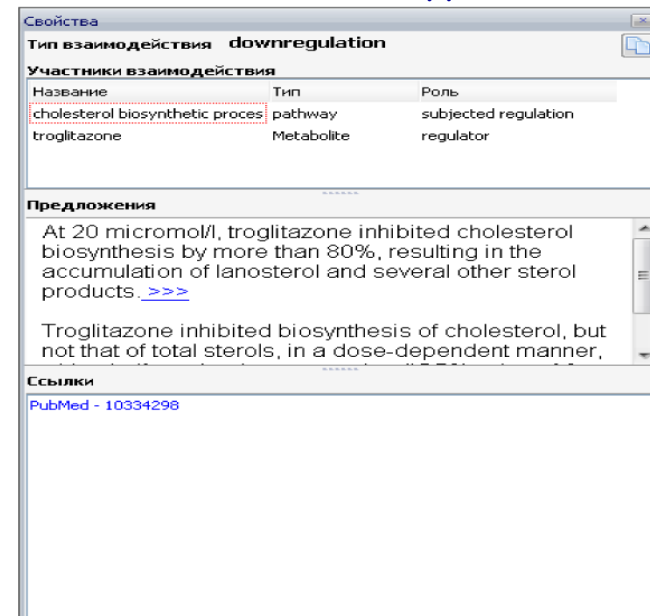 Свойства
Тип взаимодействия downregulation
Участники взаимодействия
Название Тип Роль
cholesterol biosynthetic proces pathway subjected regulation
troglitazone Metabolite regulator
Предложения
At 20 micromol/l, troglitazone inhibited cholesterol
biosynthesis by more than 80%, resulting in the
accumulation of lanosterol and several other sterol
products. >>>
Troglitazone inhibited biosynthesis of cholesterol, but
not that of total sterols, in a dose-dependent manner,
Ссылки
PubMed - 10334298